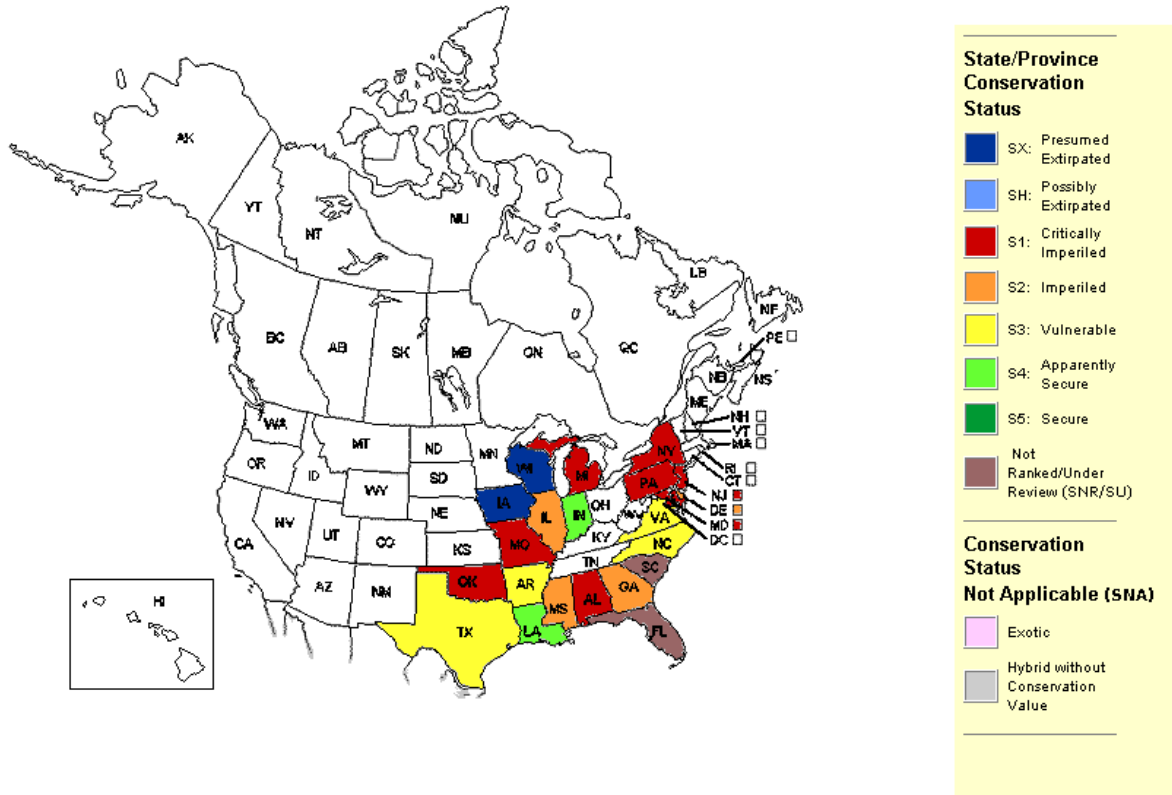 AK
YT
NT
NU
BC
AB
SK
MB
ON
QC
LB
NF
PE
NB
NS
ME
NH
VT
MA
RI
CT
NJ
DE
MD
DC
WA
MT
ND
MN
OR
ID
WY
SD
WI
MI
NY
PA
NE
IA
IL
IN
OH
WV
VA
NV
UT
CO
KS
MO
KY
NC
CA
AZ
NM
OK
AR
TN
SC
TX
LA
MS
AL
GA
FL
HI
State/Province
Conservation
Status
SX: Presumed
Extirpated
SH: Possibly
Extirpated
S1: Critically
Imperiled
S2: Imperiled
S3: Vulnerable
S4: Apparently
Secure
S5: Secure
Not
Ranked/Under
Review (SNR/SU)
Conservation
Status
Not Applicable (SNA)
Exotic
Hybrid without
Conservation
Value